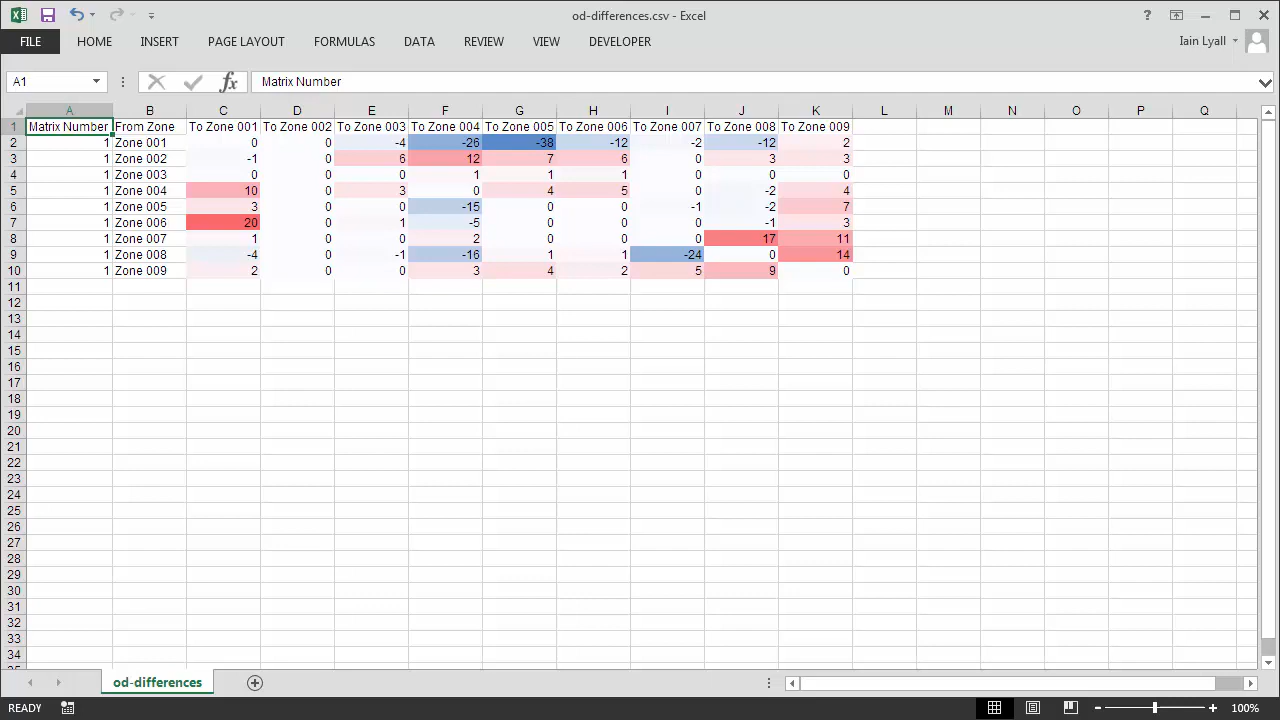 od-differences.csv - Excel
?
FILE HOME INSERT PAGE LAYOUT FORMULAS DATA REVIEW VIEW DEVELOPER Iain Lyall
A1 fx Matrix Number
A B C D E F G H I J K L M N O P Q
1 Matrix Number From Zone To Zone 001 To Zone 002 To Zone 003 To Zone 004 To Zone 005 To Zone 006 To Zone 007 To Zone 008 To Zone 009
2 1 Zone 001 0 0 -4 -26 -38 -12 -2 -12 2
3 1 Zone 002 -1 0 6 12 7 6 0 3 3
4 1 Zone 003 0 0 0 1 1 1 0 0 0
5 1 Zone 004 10 0 3 0 4 5 0 -2 4
6 1 Zone 005 3 0 0 -15 0 0 -1 -2 7
7 1 Zone 006 20 0 1 -5 0 0 0 -1 3
8 1 Zone 007 1 0 0 2 0 0 0 17 11
9 1 Zone 008 -4 0 -1 -16 1 1 -24 0 14
10 1 Zone 009 2 0 0 3 4 2 5 9 0
11
12
13
14
15
16
17
18
19
20
21
22
23
24
25
26
27
28
29
30
31
32
33
34
35
od-differences
READY 100%